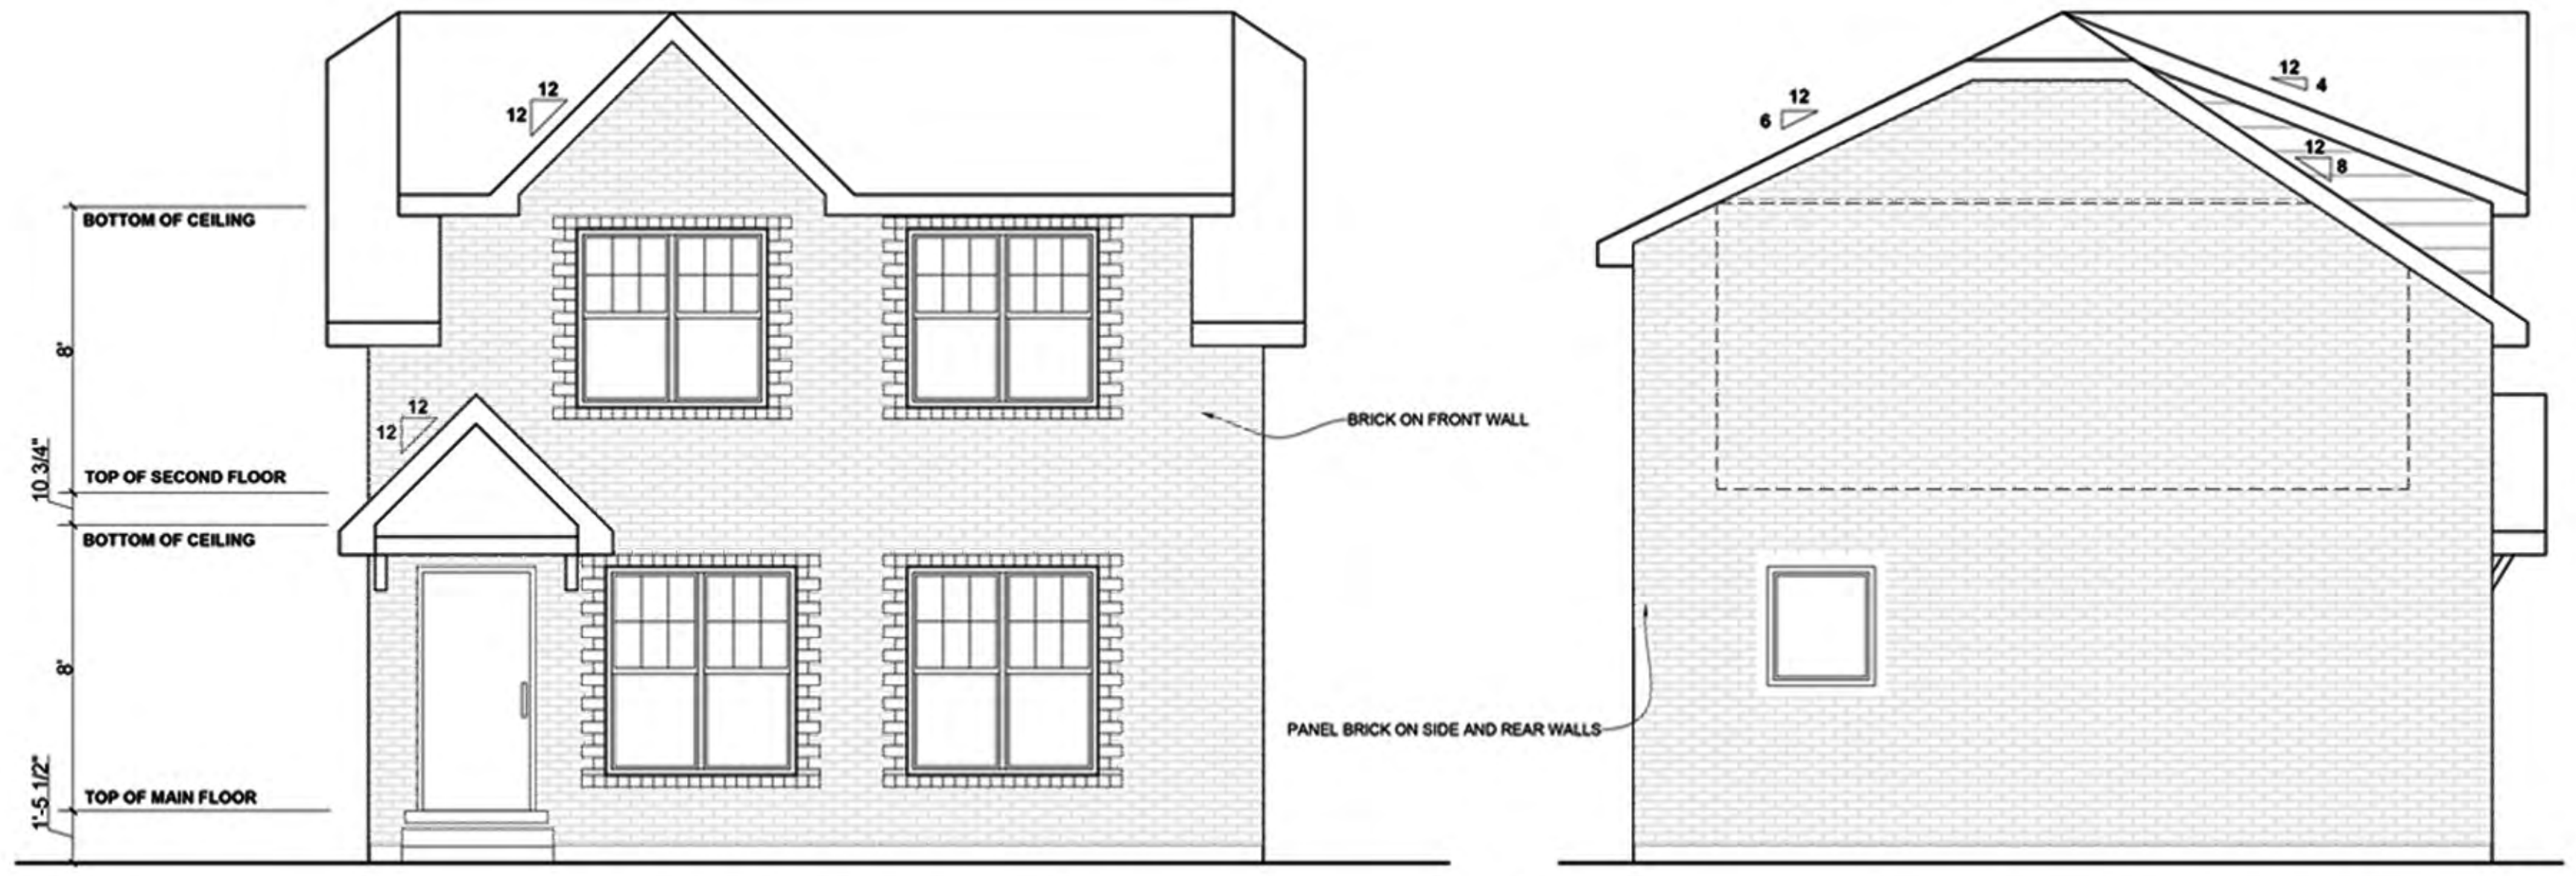 12
12
BOTTOM OF CEILING
8'
12
12
10 3/4"
TOP OF SECOND FLOOR
BOTTOM OF CEILING
8'
TOP OF MAIN FLOOR
1'-5 1/2"
BRICK ON FRONT WALL
PANEL BRICK ON SIDE AND REAR WALLS
12
6
12
4
12
8